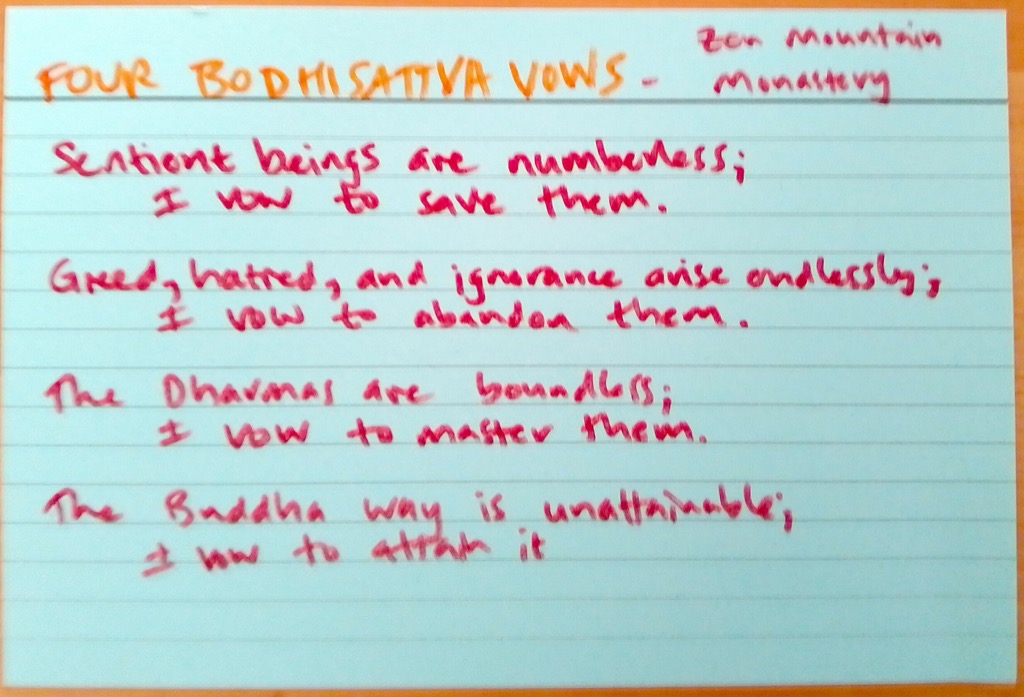 FOUR BODHISATTVA VOWS - Zen Mountain
Monastery
Sentient beings are numberless;
I vow to save them.
Greed, hatred, and ignorance arise endlessly;
I vow to abandon them.
The Dharmas are boundless;
I vow to master them.
The Buddha way is unattainable;
I vow to attain it